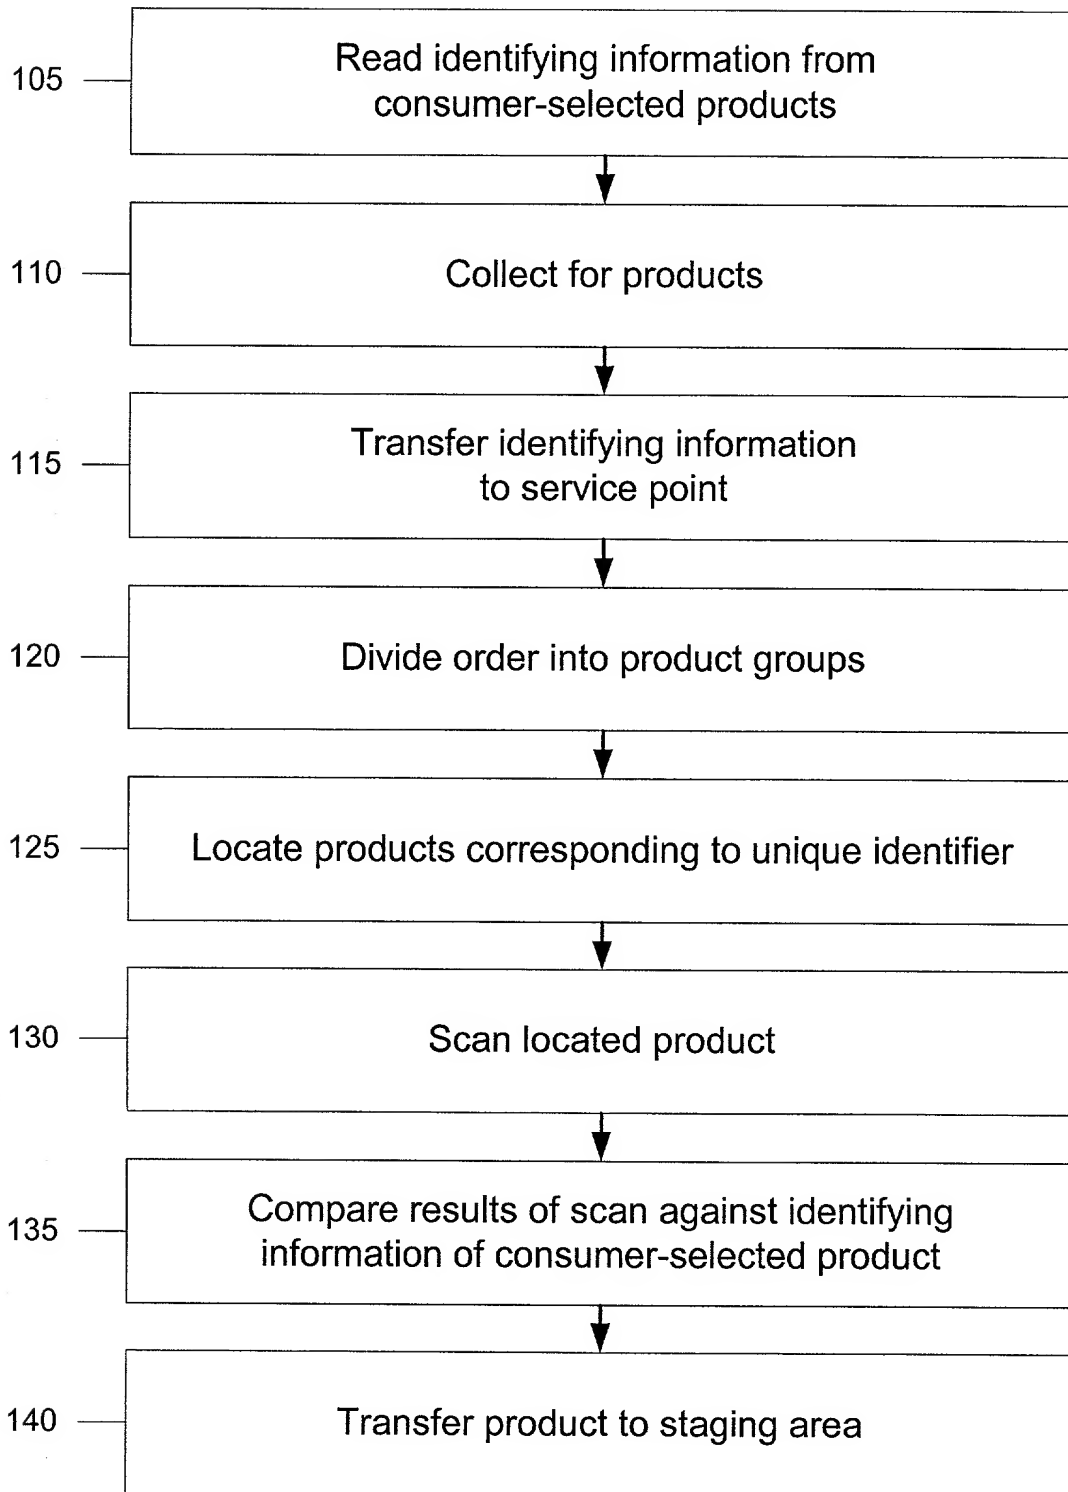 105
Read identifying information from
consumer-selected products
110
Collect for products
115
Transfer identifying information
to service point
120
Divide order into product groups
125
Locate products corresponding to unique identifier
130
Scan located product
135
Compare results of scan against identifying
information of consumer-selected product
140
Transfer product to staging area